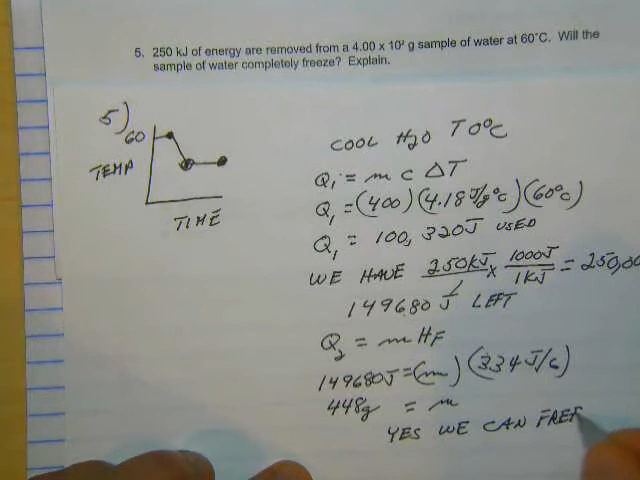 5. 250 kJ of energy are removed from a 4.00 x 10² g sample of water at 60˚C. Will the
sample of water completely freeze? Explain.
5)
60
TEMP
TIME
COOL H₂O TO 0°C
Q₁ = m c ΔT
Q₁ = (400)(4.18 J/g°C)(60°C)
Q₁ = 100,320J USED
WE HAVE 250KJ/1 x 1000J/1KJ = 250,00
149680 J LEFT
Q₂ = m HF
149680J = (m)(334 J/G)
448g = m
YES WE CAN FREE